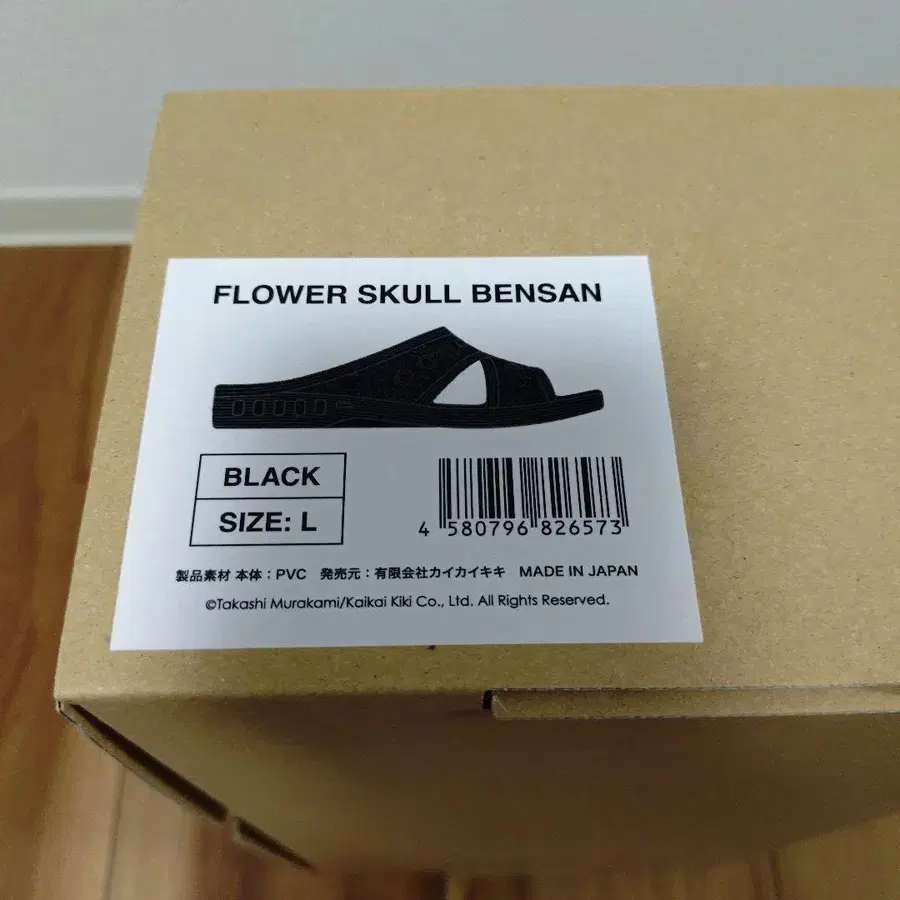 FLOWER SKULL BENSAN
BLACK
SIZE: L
4 580796 826573
製品素材 本体：PVC 発売元：有限会社カイカイキキ MADE IN JAPAN
©Takashi Murakami/Kaikai Kiki Co., Ltd. All Rights Reserved.